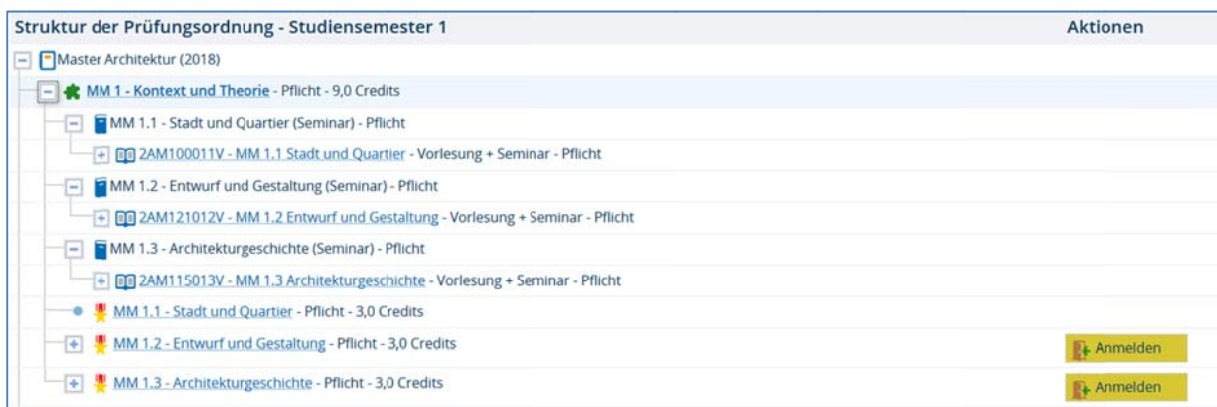 Struktur der Prüfungsordnung - Studiensemester 1 Aktionen
Master Architektur (2018)
MM 1 - Kontext und Theorie - Pflicht - 9,0 Credits
MM 1.1 - Stadt und Quartier (Seminar) - Pflicht
2AM100011V - MM 1.1 Stadt und Quartier - Vorlesung + Seminar - Pflicht
MM 1.2 - Entwurf und Gestaltung (Seminar) - Pflicht
2AM121012V - MM 1.2 Entwurf und Gestaltung - Vorlesung + Seminar - Pflicht
MM 1.3 - Architekturgeschichte (Seminar) - Pflicht
2AM115013V - MM 1.3 Architekturgeschichte - Vorlesung + Seminar - Pflicht
MM 1.1 - Stadt und Quartier - Pflicht - 3,0 Credits
MM 1.2 - Entwurf und Gestaltung - Pflicht - 3,0 Credits Anmelden
MM 1.3 - Architekturgeschichte - Pflicht - 3,0 Credits Anmelden